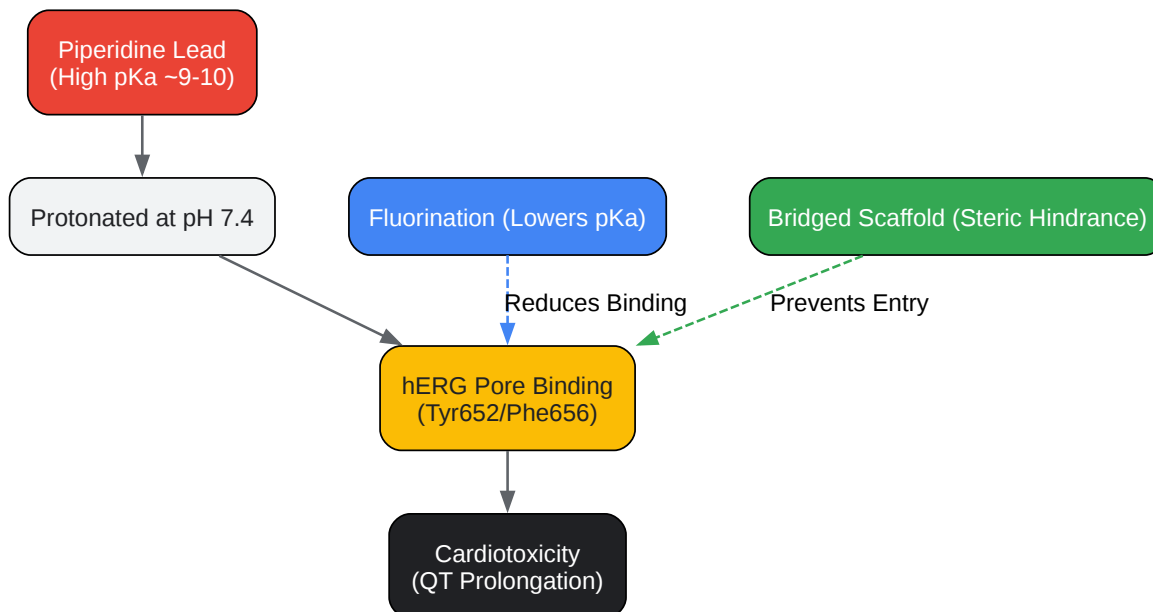 Piperidine Lead
(High pKa ~9-10)
Protonated at pH 7.4
Fluorination (Lowers pKa)
Bridged Scaffold (Steric Hindrance)
Reduces Binding
Prevents Entry
hERG Pore Binding
(Tyr652/Phe656)
Cardiotoxicity
(QT Prolongation)